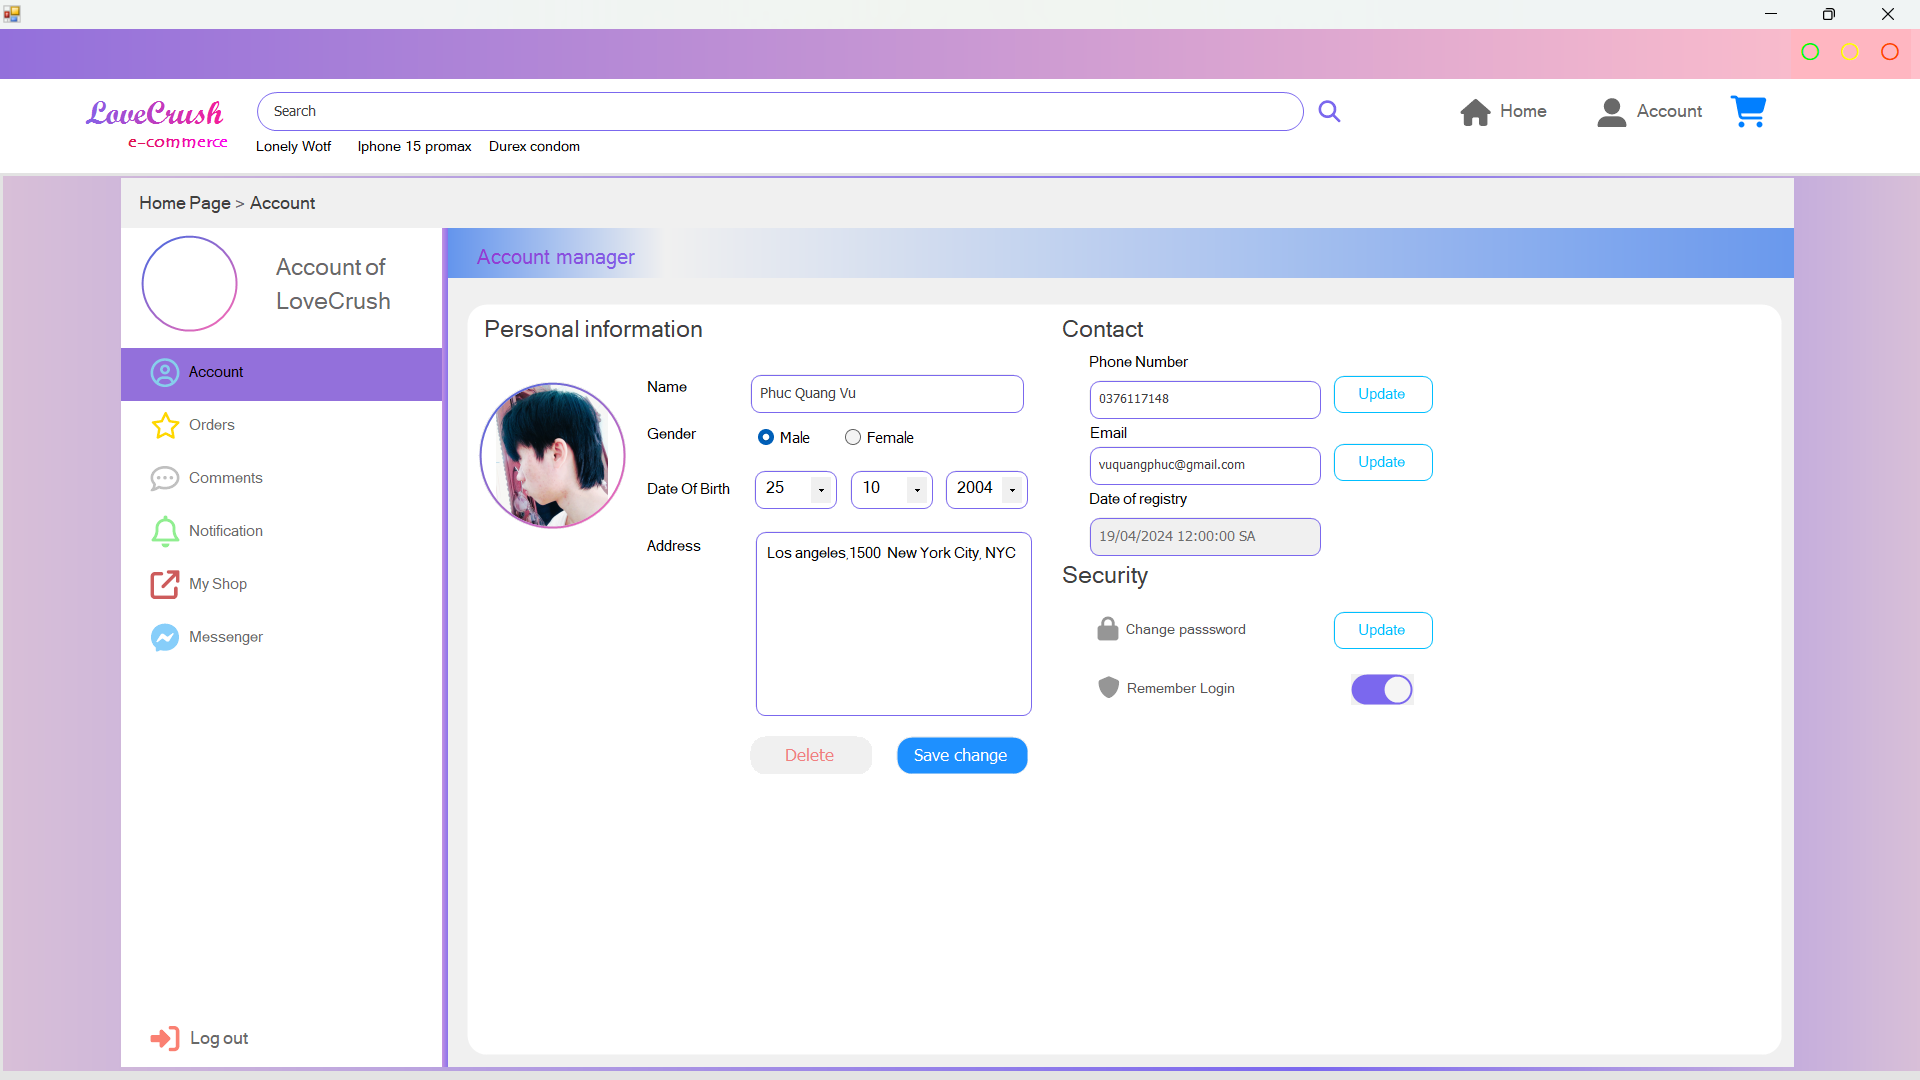 LoveCrush
e-commerce
Search
Home
Account
Lonely Wotf
Iphone 15 promax
Durex condom
Home Page > Account
Account of
LoveCrush
Account
Orders
Comments
Notification
My Shop
Messenger
Log out
Account manager
Personal information
Name
Phuc Quang Vu
Gender
Male
Female
Date Of Birth
25
10
2004
Address
Los angeles,1500 New York City, NYC
Delete
Save change
Contact
Phone Number
0376117148
Update
Email
vuquangphuc@gmail.com
Update
Date of registry
19/04/2024 12:00:00 SA
Security
Change passsword
Update
Remember Login